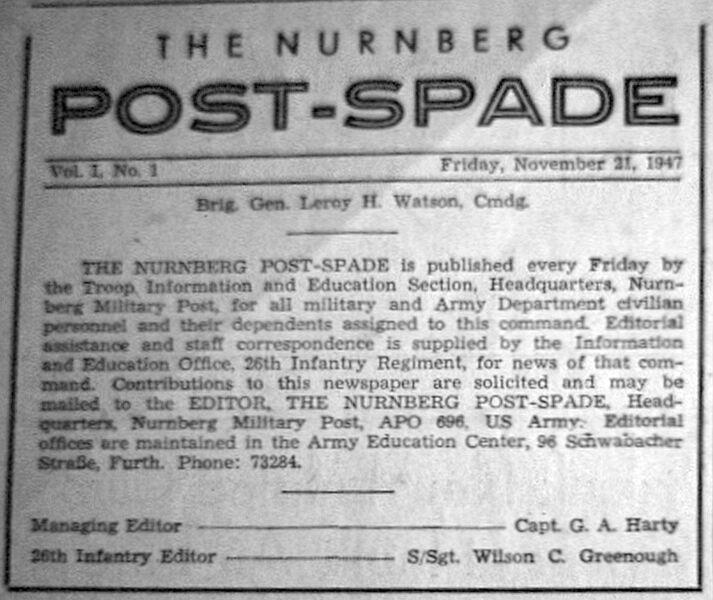 THE NURNBERG
POST-SPADE
Vol. I, No. 1 Friday, November 21, 1947
Brig. Gen. Leroy H. Watson, Cmdg.
THE NURNBERG POST-SPADE is published every Friday by
the Troop Information and Education Section, Headquarters, Nurn-
berg Military Post, for all military and Army Department civilian
personnel and their dependents assigned to this command. Editorial
assistance and staff correspondence is supplied by the Information
and Education Office, 26th Infantry Regiment, for news of that com-
mand. Contributions to this newspaper are solicited and may be
mailed to the EDITOR, THE NURNBERG POST-SPADE, Head-
quarters, Nurnberg Military Post, APO 696, US Army. Editorial
offices are maintained in the Army Education Center, 96 Schwabacher
Straße, Furth. Phone: 73284.
Managing Editor Capt. G. A. Harty
26th Infantry Editor S/Sgt. Wilson C. Greenough